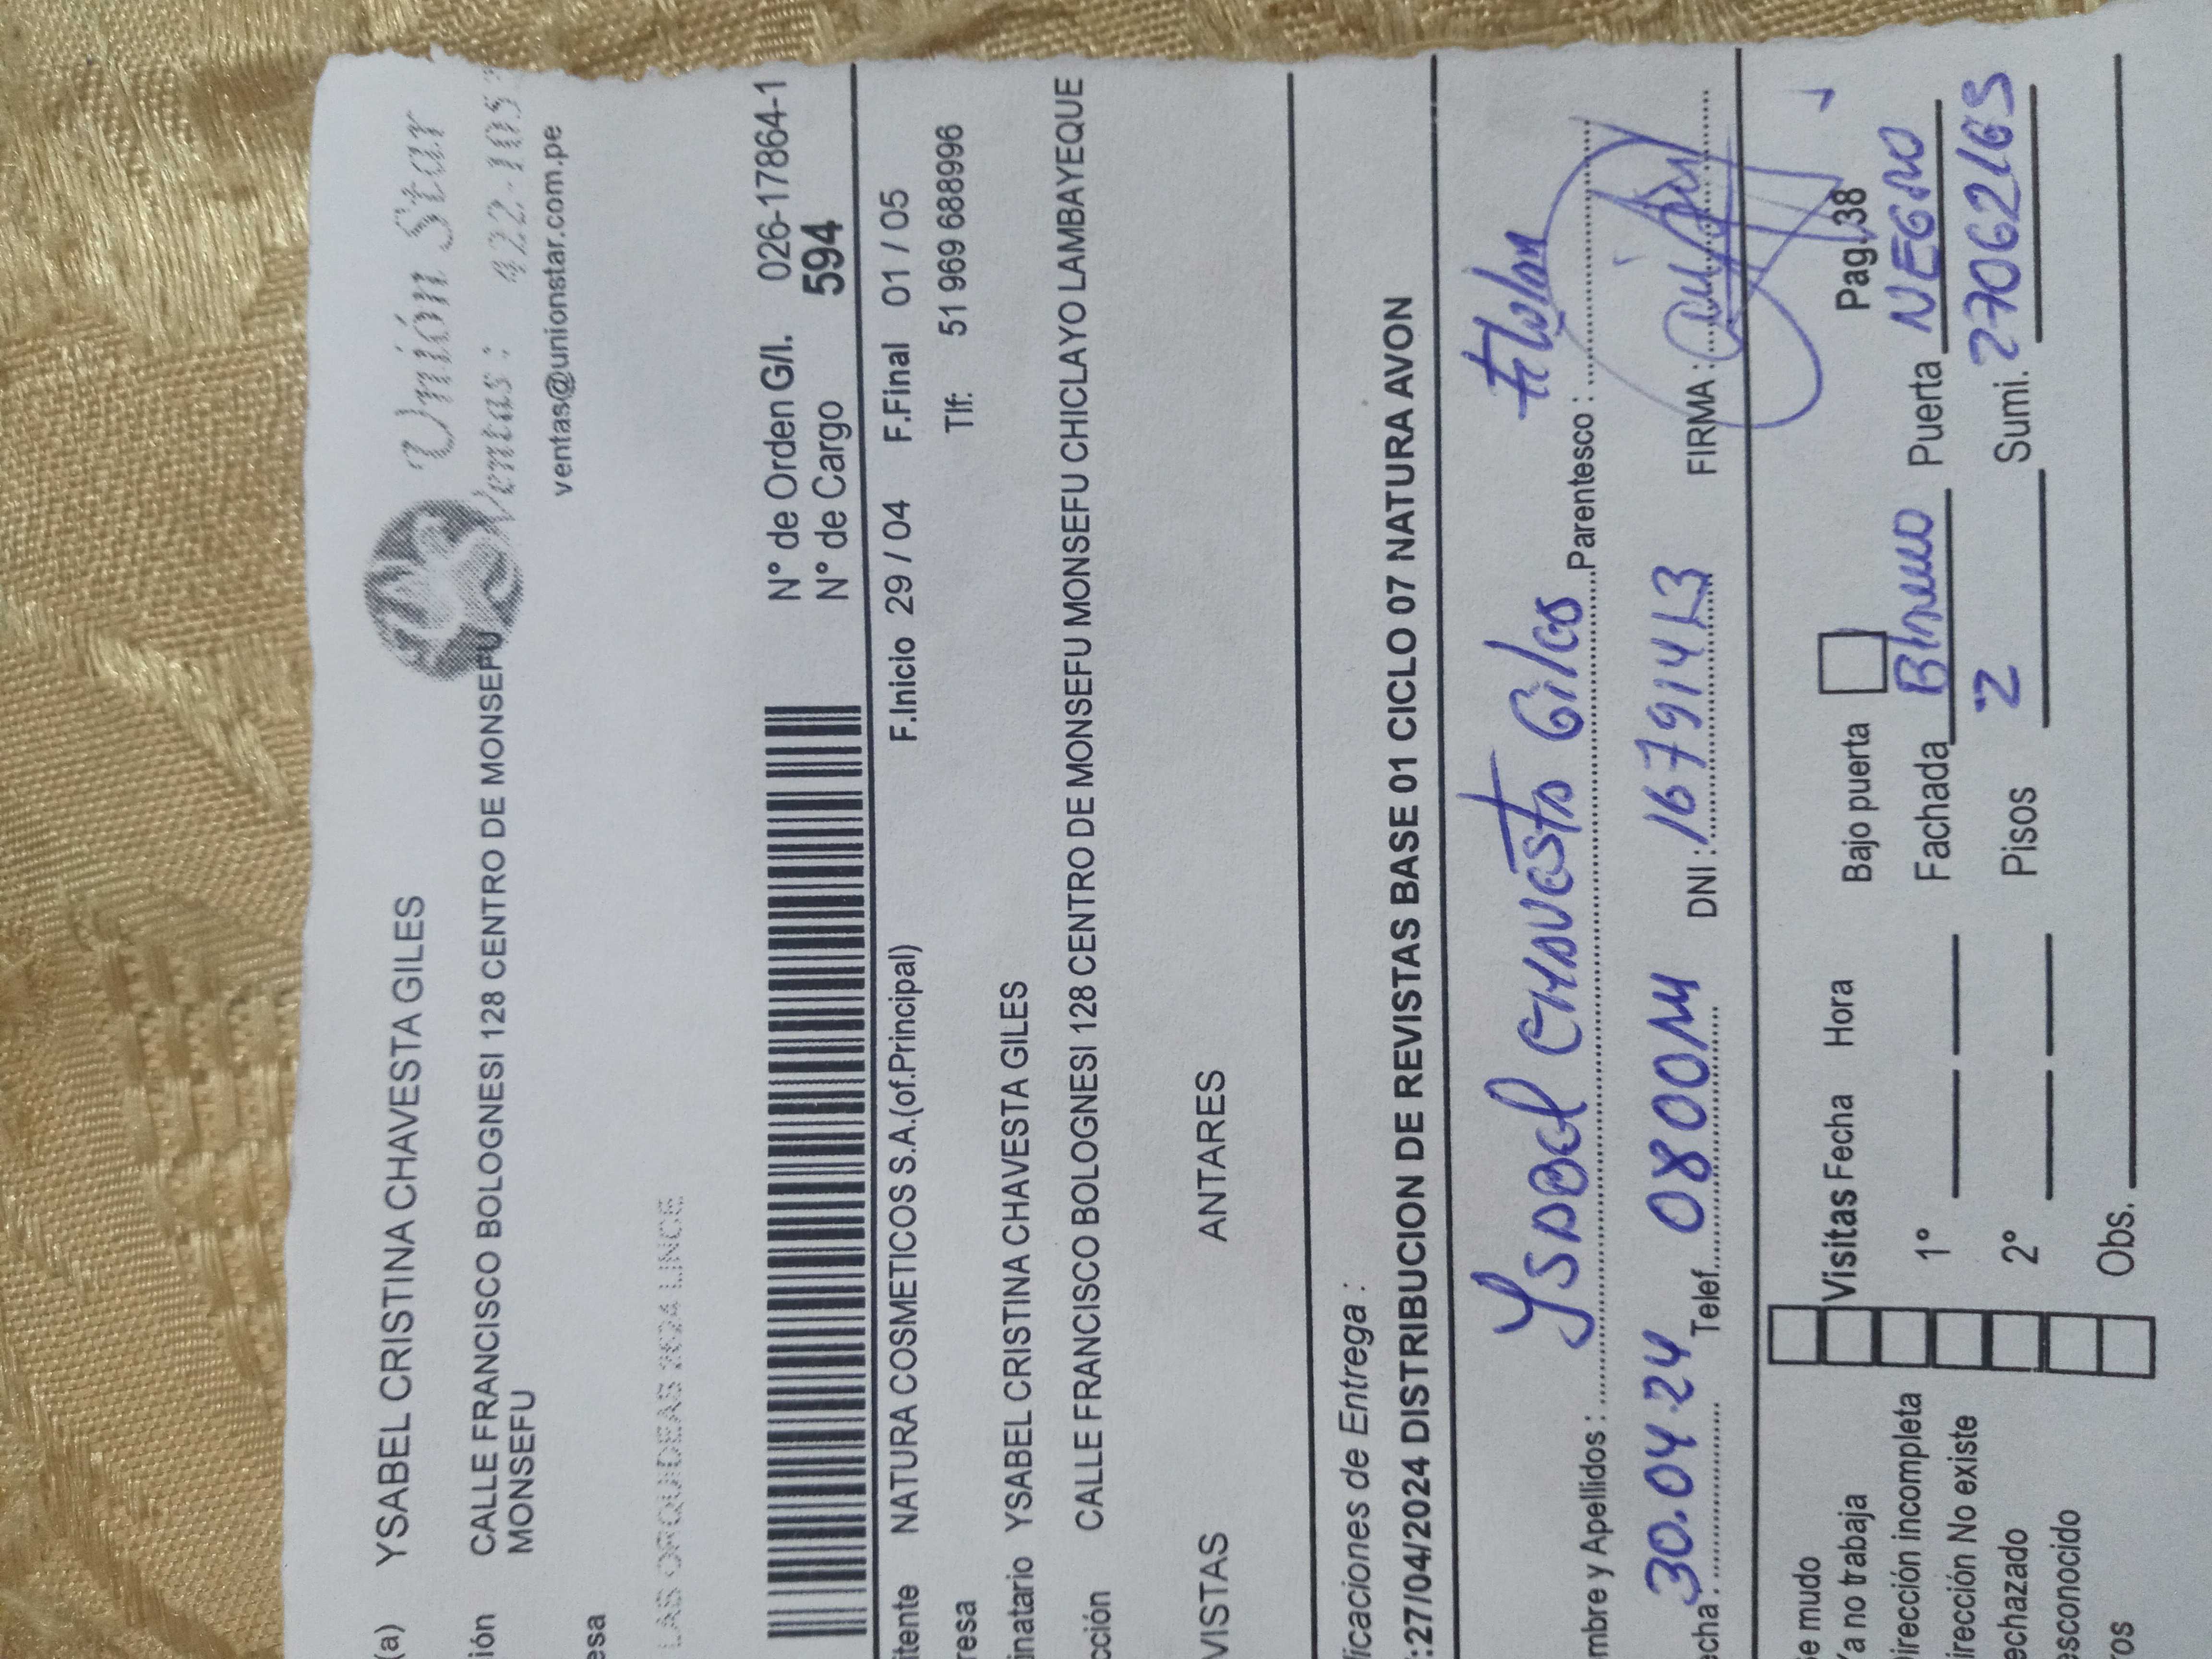 (a) YSABEL CRISTINA CHAVESTA GILES
Unión Star
Ventas: 422-105
ión CALLE FRANCISCO BOLOGNESI 128 CENTRO DE MONSEFU
MONSEFU
ventas@unionstar.com.pe
esa
LAS ORQUIDEAS 2624 LINCE
N° de Orden G/I. 026-17864-1
N° de Cargo 594
itente NATURA COSMETICOS S.A.(of.Principal) F.Inicio 29 / 04 F.Final 01 / 05
resa Tlf: 51 969 688996
inatario YSABEL CRISTINA CHAVESTA GILES
cción CALLE FRANCISCO BOLOGNESI 128 CENTRO DE MONSEFU MONSEFU CHICLAYO LAMBAYEQUE
VISTAS ANTARES
ficaciones de Entrega :
:27/04/2024 DISTRIBUCION DE REVISTAS BASE 01 CICLO 07 NATURA AVON
mbre y Apellidos : YSABEL CHAVESTA Giles Parentesco : titular
echa : 30.04.24 Telef. 0800AM DNI : 16791413 FIRMA :
e mudo
Ya no trabaja Visitas Fecha Hora Bajo puerta Pag.38
Dirección incompleta 1° Fachada Blanco Puerta NEGRO
irección No existe
echazado 2° Pisos 2 Sumi. 27062165
esconocido
ros Obs.